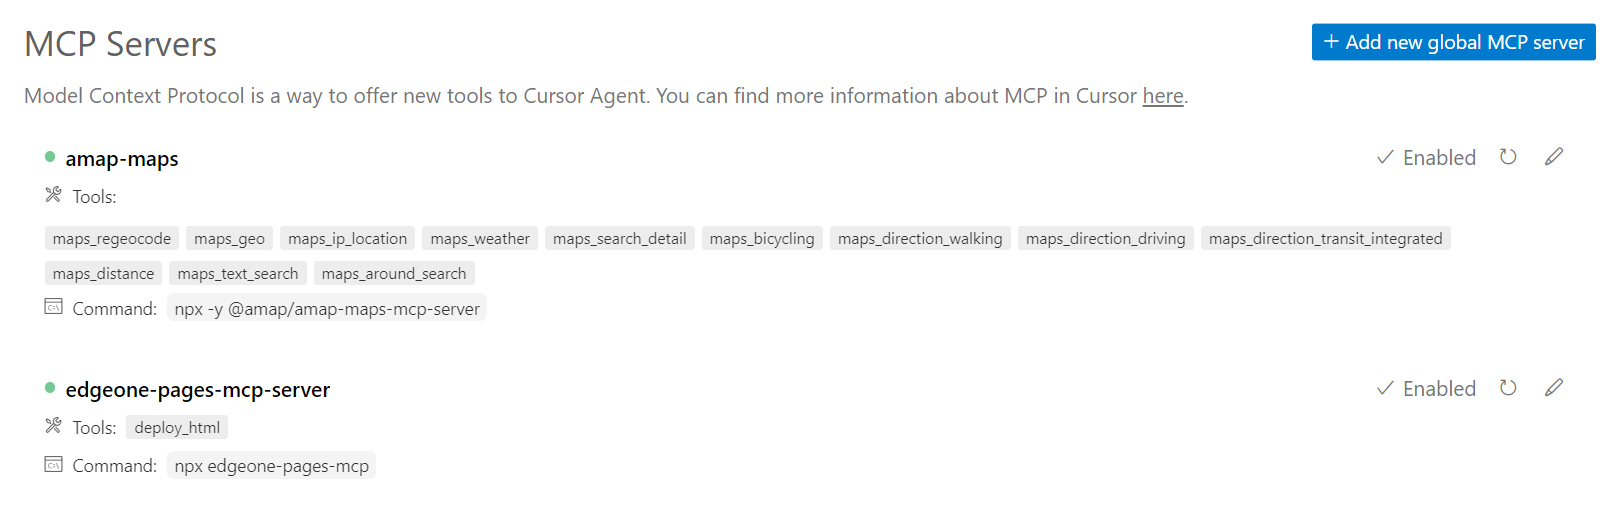 MCP Servers
+ Add new global MCP server
Model Context Protocol is a way to offer new tools to Cursor Agent. You can find more information about MCP in Cursor here.
amap-maps
Enabled
Tools:
maps_regeocode maps_geo maps_ip_location maps_weather maps_search_detail maps_bicycling maps_direction_walking maps_direction_driving maps_direction_transit_integrated
maps_distance maps_text_search maps_around_search
Command: npx -y @amap/amap-maps-mcp-server
edgeone-pages-mcp-server
Enabled
Tools: deploy_html
Command: npx edgeone-pages-mcp